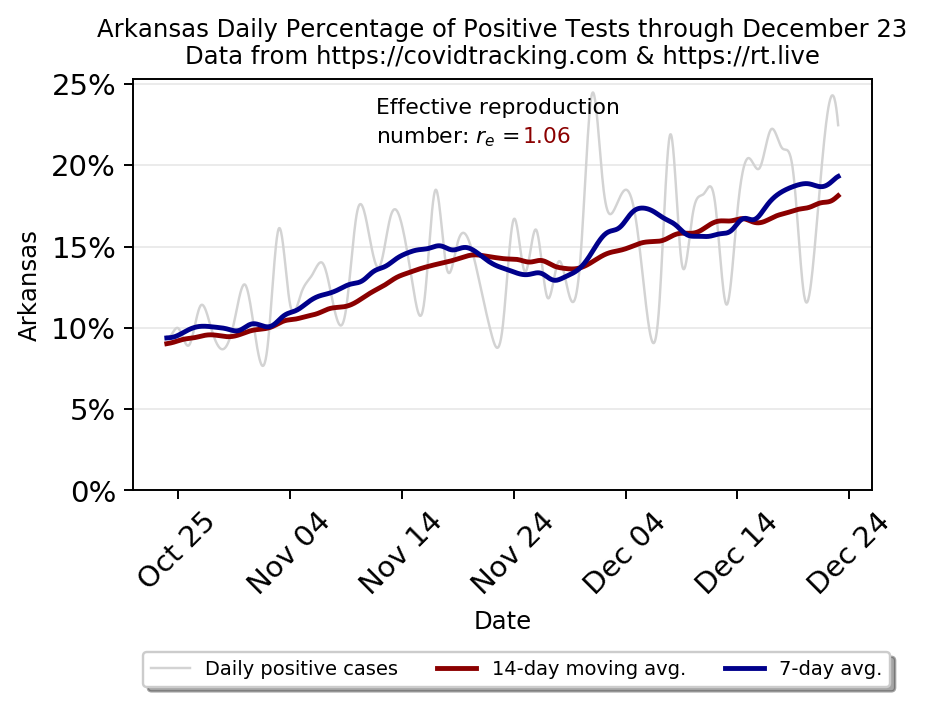 Arkansas Daily Percentage of Positive Tests through December 23
Data from https://covidtracking.com & https://rt.live
Effective reproduction
number: rₑ =1.06
25%
20%
15%
10%
5%
0%
Arkansas
Oct 25
Nov 04
Nov 14
Nov 24
Dec 04
Dec 14
Dec 24
Date
Daily positive cases
14-day moving avg.
7-day avg.